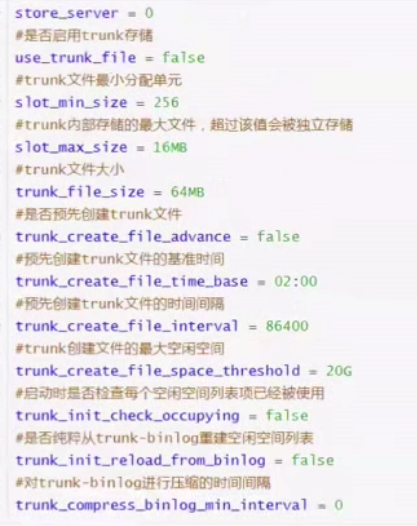 store_server = 0
#是否启用trunk存储
use_trunk_file = false
#trunk文件最小分配单元
slot_min_size = 256
#trunk内部存储的最大文件，超过该值会被独立存储
slot_max_size = 16MB
#trunk文件大小
trunk_file_size = 64MB
#是否预先创建trunk文件
trunk_create_file_advance = false
#预先创建trunk文件的基准时间
trunk_create_file_time_base = 02:00
#预先创建trunk文件的时间间隔
trunk_create_file_interval = 86400
#trunk创建文件的最大空闲空间
trunk_create_file_space_threshold = 20G
#启动时是否检查每个空闲空间列表项已经被使用
trunk_init_check_occupying = false
#是否纯粹从trunk-binlog重建空闲空间列表
trunk_init_reload_from_binlog = false
#对trunk-binlog进行压缩的时间间隔
trunk_compress_binlog_min_interval = 0